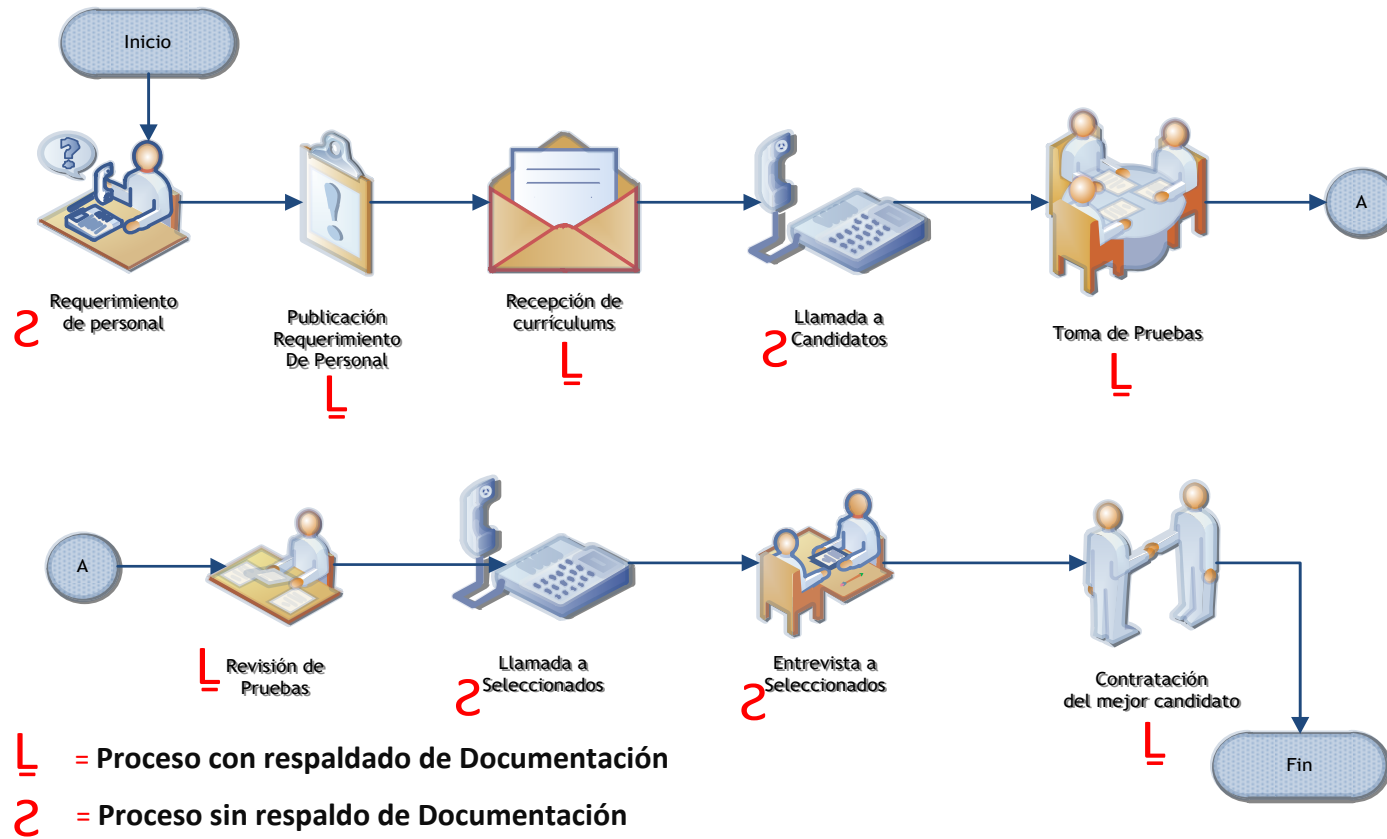 Inicio
A
Requerimiento
de personal
Publicación
Requerimiento
De Personal
Recepción de
currículums
Llamada a
Candidatos
Toma de Pruebas
A
Revisión de
Pruebas
Llamada a
Seleccionados
Entrevista a
Seleccionados
Contratación
del mejor candidato
Fin
= Proceso con respaldado de Documentación
= Proceso sin respaldo de Documentación